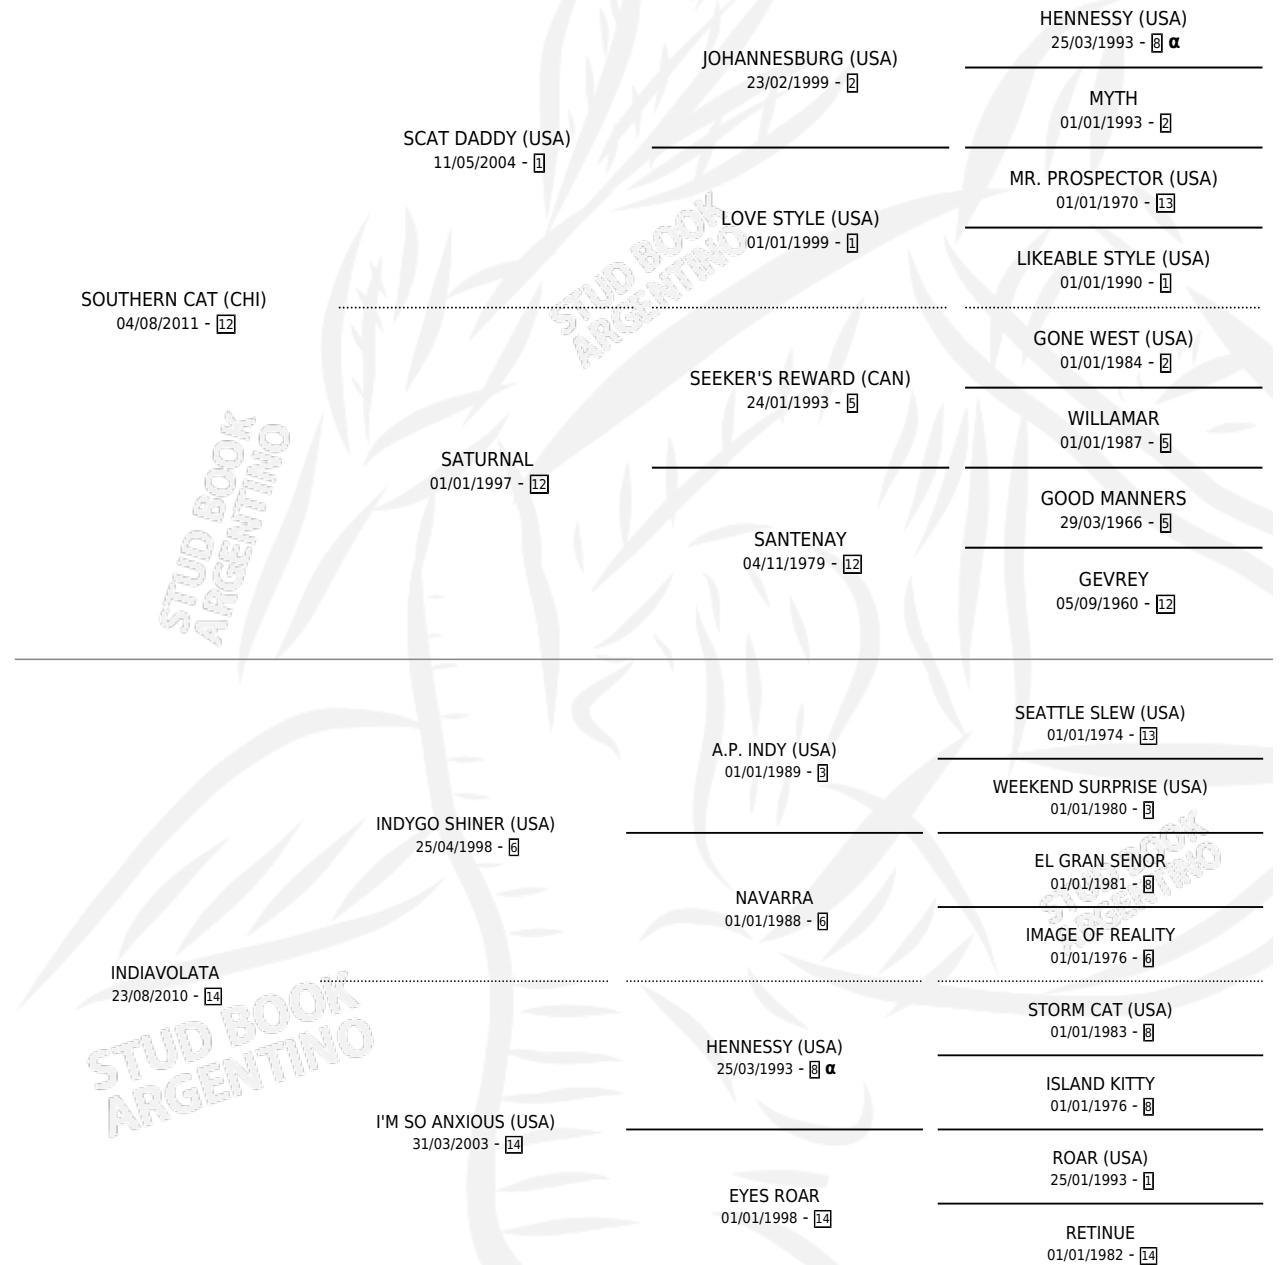 HENNESSY (USA)
25/03/1993 - 8 α
JOHANNESBURG (USA)
23/02/1999 - 2
MYTH
01/01/1993 - 2
SCAT DADDY (USA)
11/05/2004 - 1
MR. PROSPECTOR (USA)
01/01/1970 - 13
LOVE STYLE (USA)
01/01/1999 - 1
LIKEABLE STYLE (USA)
01/01/1990 - 1
SOUTHERN CAT (CHI)
04/08/2011 - 12
GONE WEST (USA)
01/01/1984 - 2
SEEKER'S REWARD (CAN)
24/01/1993 - 5
WILLAMAR
01/01/1987 - 5
SATURNAL
01/01/1997 - 12
GOOD MANNERS
29/03/1966 - 5
SANTENAY
04/11/1979 - 12
GEVREY
05/09/1960 - 12
SEATTLE SLEW (USA)
01/01/1974 - 13
A.P. INDY (USA)
01/01/1989 - 3
WEEKEND SURPRISE (USA)
01/01/1980 - 3
INDYGO SHINER (USA)
25/04/1998 - 6
EL GRAN SENOR
01/01/1981 - 8
NAVARRA
01/01/1988 - 6
IMAGE OF REALITY
01/01/1976 - 6
INDIAVOLATA
23/08/2010 - 14
STORM CAT (USA)
01/01/1983 - 8
HENNESSY (USA)
25/03/1993 - 8 α
ISLAND KITTY
01/01/1976 - 8
I'M SO ANXIOUS (USA)
31/03/2003 - 14
ROAR (USA)
25/01/1993 - 1
EYES ROAR
01/01/1998 - 14
RETINUE
01/01/1982 - 14
STUD BOOK
ARGENTINO
STUD BOOK
ARGENTINO
STUD BOOK
ARGENTINO
STUD BOOK
ARGENTINO